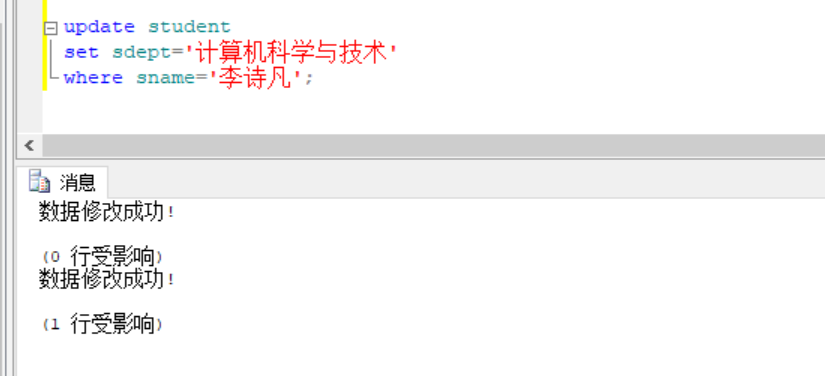 update student
set sdept='计算机科学与技术'
where sname='李诗凡';
消息
数据修改成功!
(0 行受影响)
数据修改成功!
(1 行受影响)